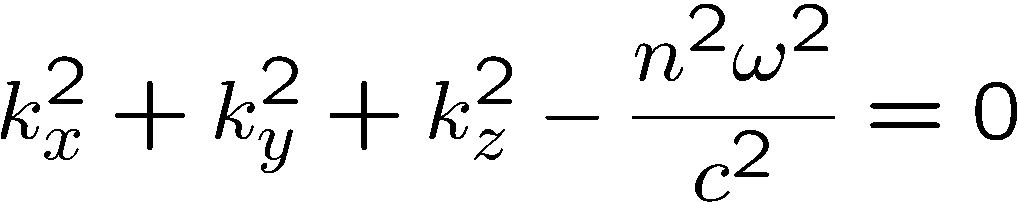 k_x^2 + k_y^2 + k_z^2 - \frac{n^2 \omega^2}{c^2} = 0